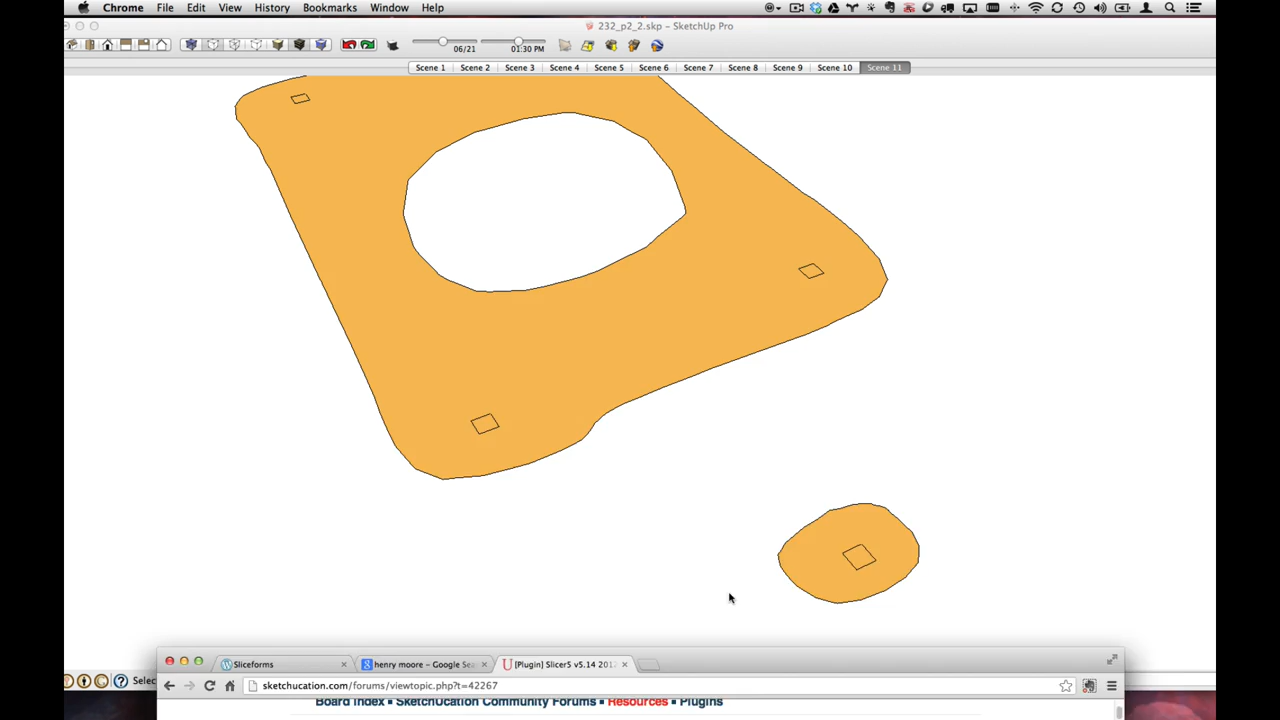 Chrome File Edit View History Bookmarks Window Help
232_p2_2.skp – SketchUp Pro
06/21 01:30 PM
Scene 1 Scene 2 Scene 3 Scene 4 Scene 5 Scene 6 Scene 7 Scene 8 Scene 9 Scene 10 Scene 11
Selec
Sliceforms henry moore – Google Sea [Plugin] Slicer5 v5.14 201
sketchucation.com/forums/viewtopic.php?t=42267
Board Index ▪ SketchUcation Community Forums ▪ Resources ▪ Plugins